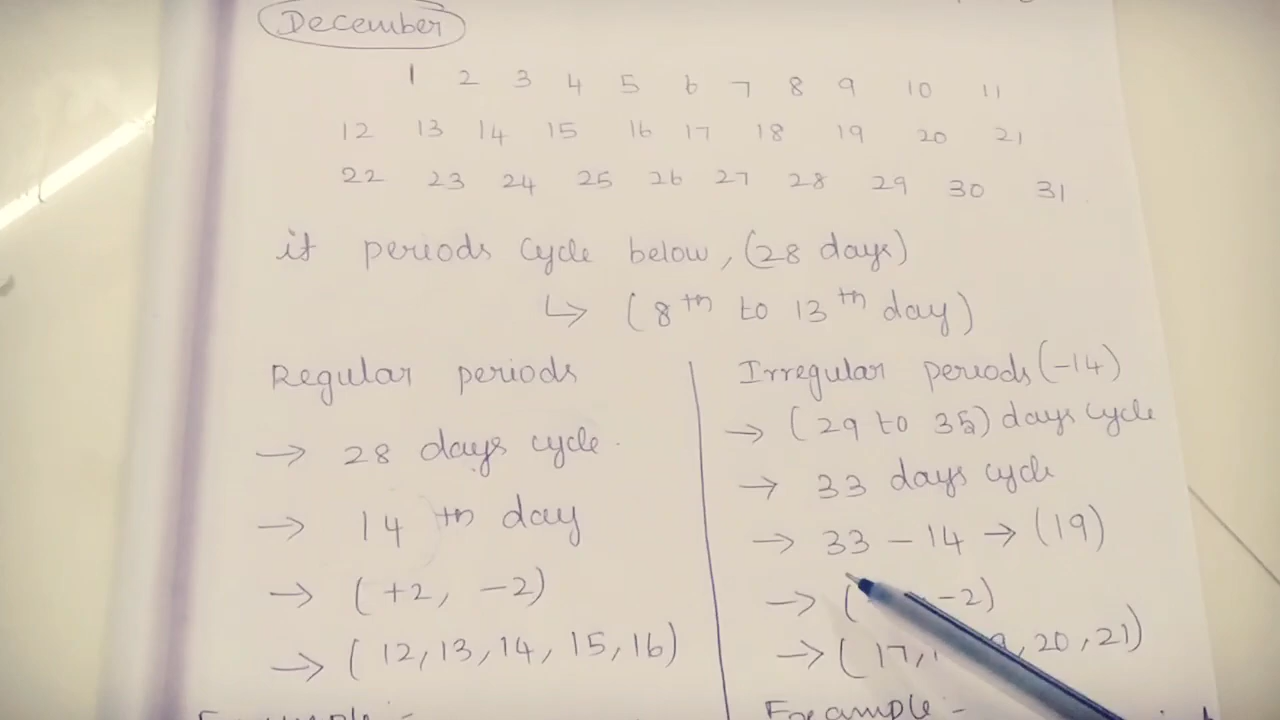 December
1 2 3 4 5 6 7 8 9 10 11
12 13 14 15 16 17 18 19 20 21
22 23 24 25 26 27 28 29 30 31
it periods cycle below, (28 days)
↳ (8th to 13th day)
Regular periods
→ 28 days cycle.
→ 14th day
→ (+2, -2)
→ (12, 13, 14, 15, 16)
Irregular periods (-14)
→ (29 to 35) days cycle
→ 33 days cycle
→ 33 - 14 → (19)
→ ( , -2)
→ (17, , 20, 21)
Example :-
Example :-